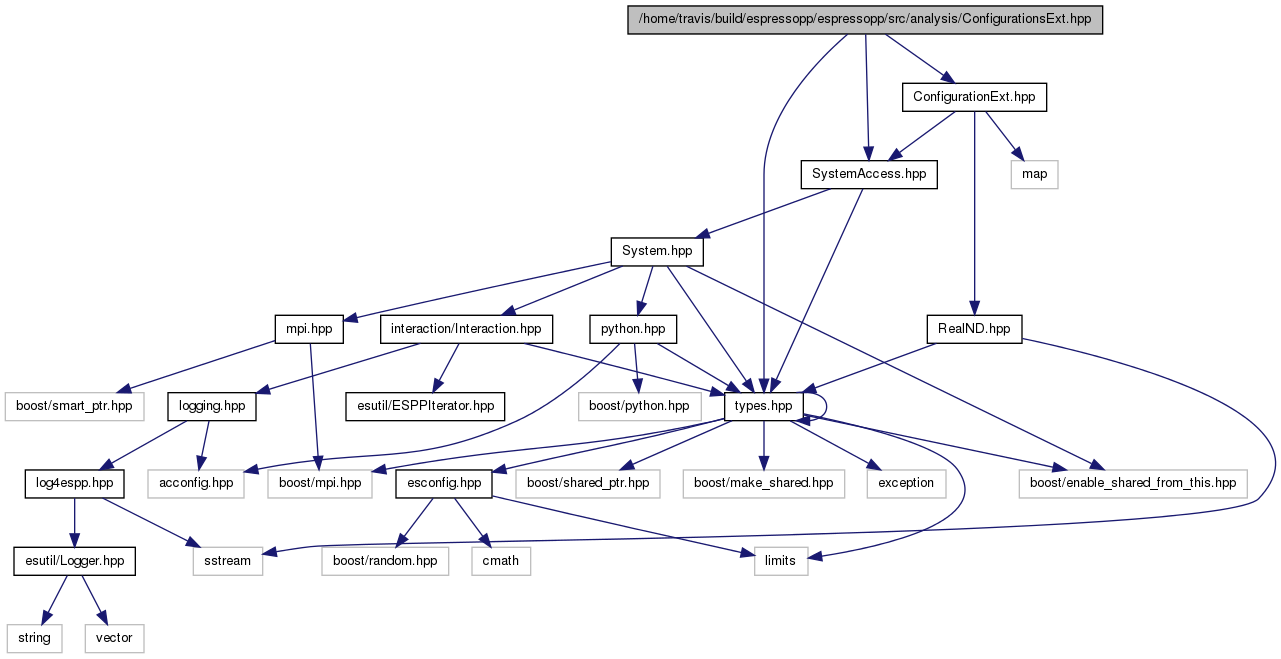 /home/travis/build/espressopp/espressopp/src/analysis/ConfigurationsExt.hpp
ConfigurationExt.hpp
SystemAccess.hpp
map
System.hpp
mpi.hpp
interaction/Interaction.hpp
python.hpp
RealND.hpp
boost/smart_ptr.hpp
logging.hpp
esutil/ESPPIterator.hpp
boost/python.hpp
types.hpp
log4espp.hpp
acconfig.hpp
boost/mpi.hpp
esconfig.hpp
boost/shared_ptr.hpp
boost/make_shared.hpp
exception
boost/enable_shared_from_this.hpp
esutil/Logger.hpp
sstream
boost/random.hpp
cmath
limits
string
vector